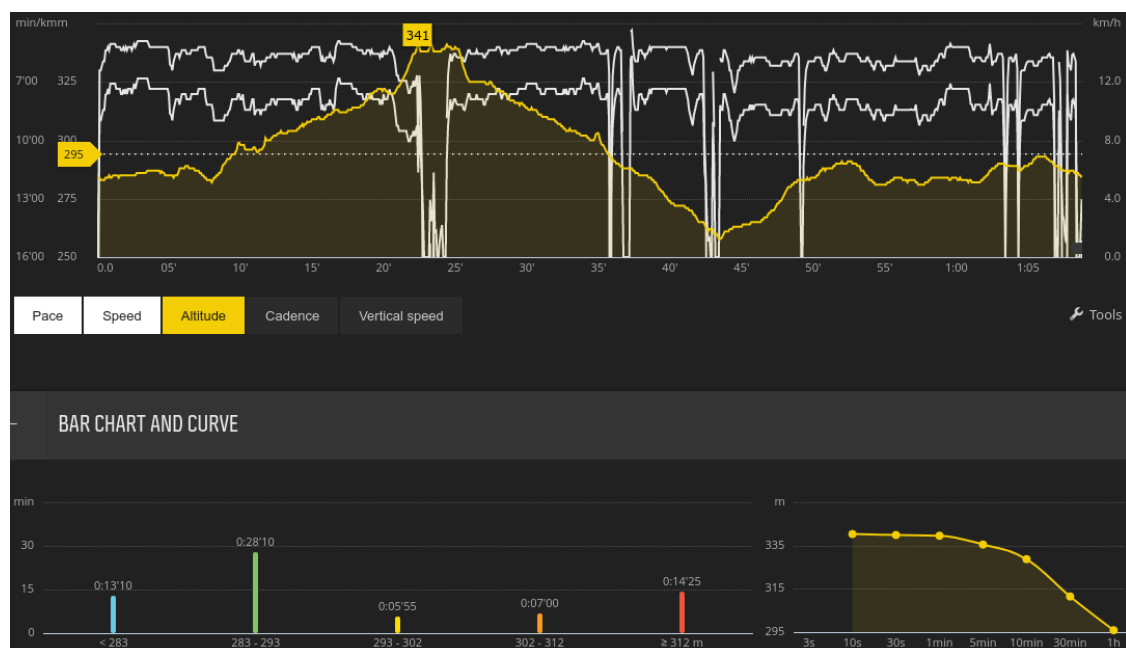 min/kmm km/h
341
7'00 325 12.0
10'00 300 8.0
295
13'00 275 4.0
16'00 250 0.0
0.0 05' 10' 15' 20' 25' 30' 35' 40' 45' 50' 55' 1:00 1:05
Pace Speed Altitude Cadence Vertical speed Tools
BAR CHART AND CURVE
min m
30 0:28'10 335
15 0:13'10 0:05'55 0:07'00 0:14'25 315
0 295
< 283 283 - 293 293 - 302 302 - 312 ≥ 312 m 3s 10s 30s 1min 5min 10min 30min 1h